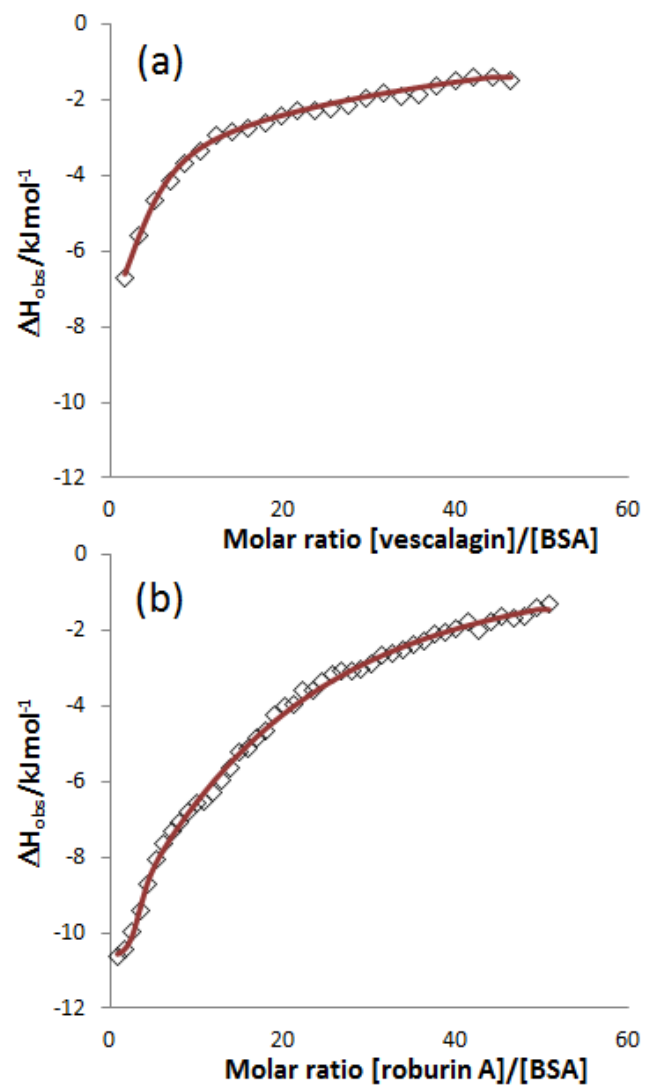 0
(a)
-2
-4
-6
-8
-10
-12
ΔHobs/kJmol-1
0 20 40 60
Molar ratio [vescalagin]/[BSA]
0
(b)
-2
-4
-6
-8
-10
-12
ΔHobs/kJmol-1
0 20 40 60
Molar ratio [roburin A]/[BSA]